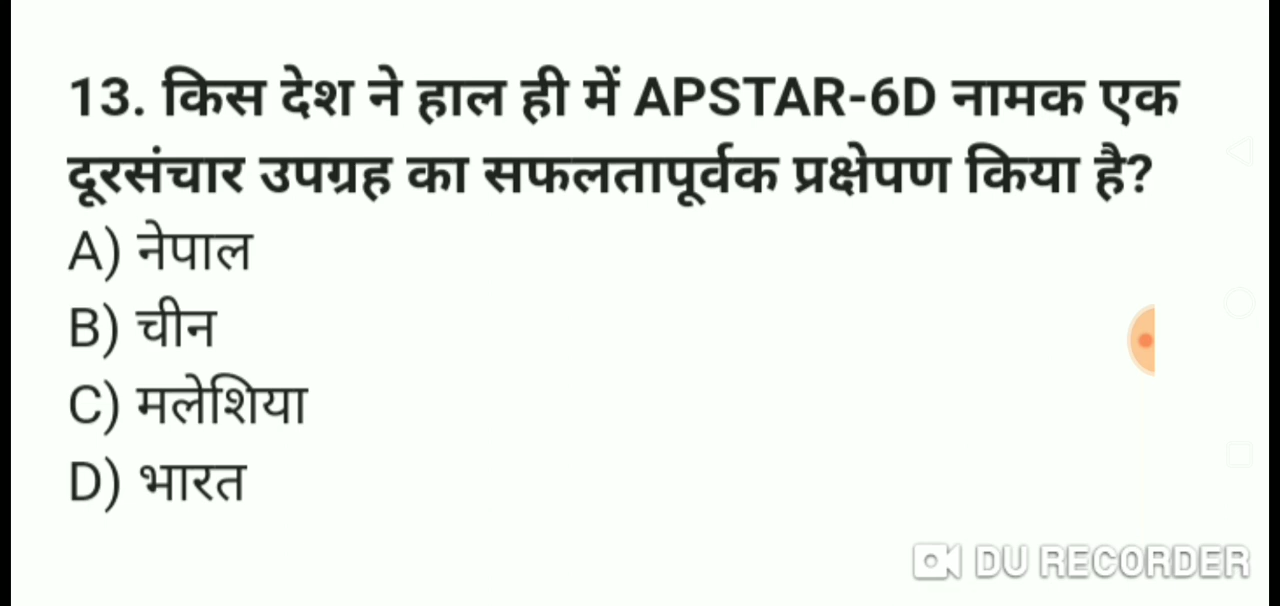 13. किस देश ने हाल ही में APSTAR-6D नामक एक
दूरसंचार उपग्रह का सफलतापूर्वक प्रक्षेपण किया है?
A) नेपाल
B) चीन
C) मलेशिया
D) भारत
DU RECORDER